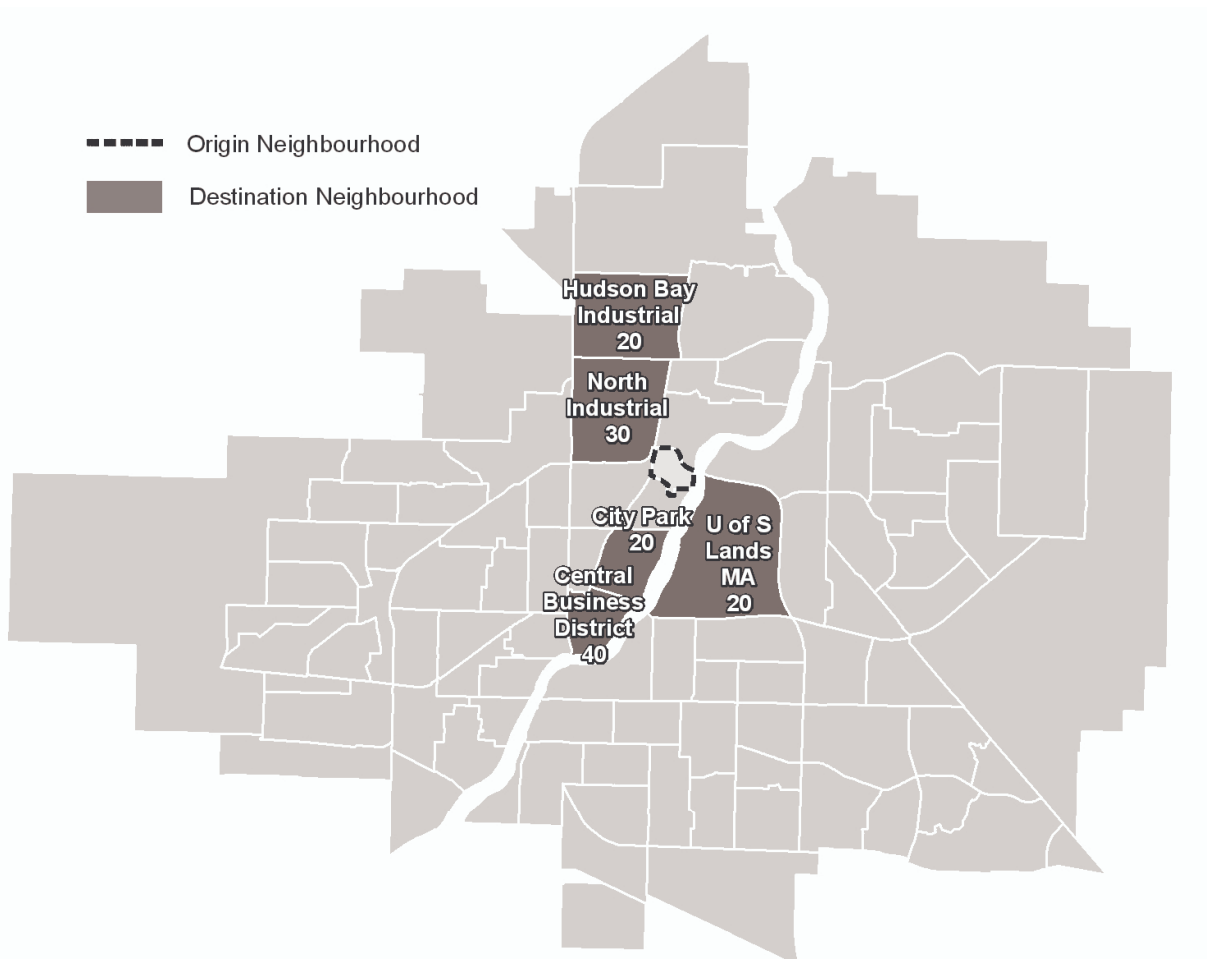 Origin Neighbourhood
Destination Neighbourhood
Hudson Bay
Industrial
20
North
Industrial
30
City Park
20
U of S
Lands
MA
20
Central
Business
District
40